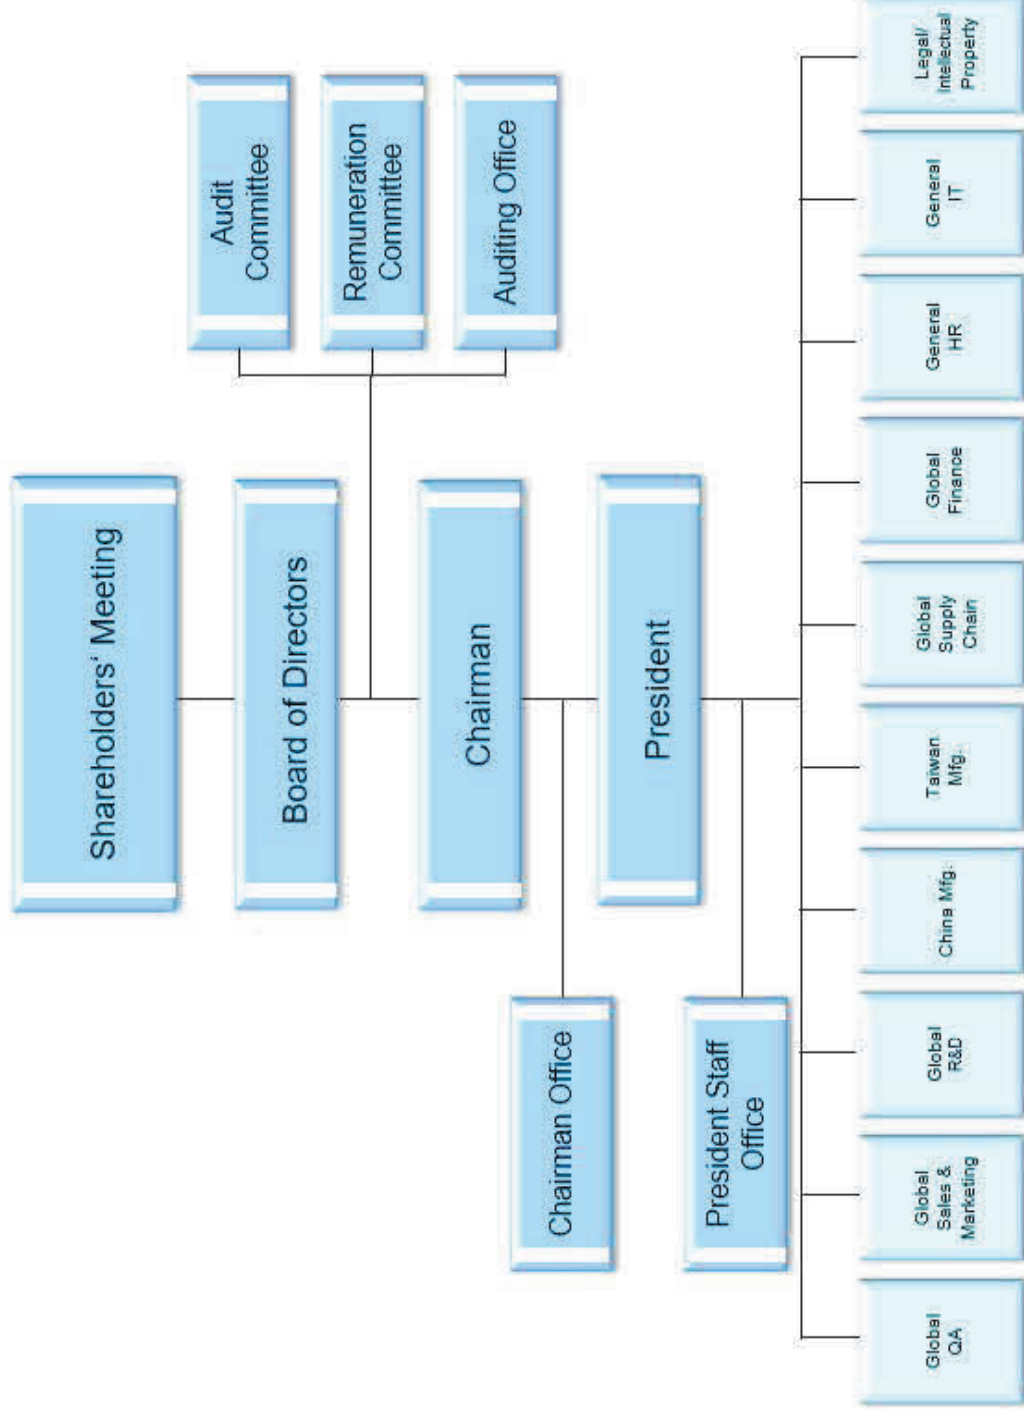 Shareholders' Meeting
Board of Directors
Audit
Committee
Remuneration
Committee
Auditing Office
Chairman
Chairman Office
President
President Staff
Office
Global
QA
Global
Sales &
Marketing
Global
R&D
China Mfg.
Taiwan
Mfg.
Global
Supply
Chain
Global
Finance
General
HR
General
IT
Legal/
Intellectual
Property